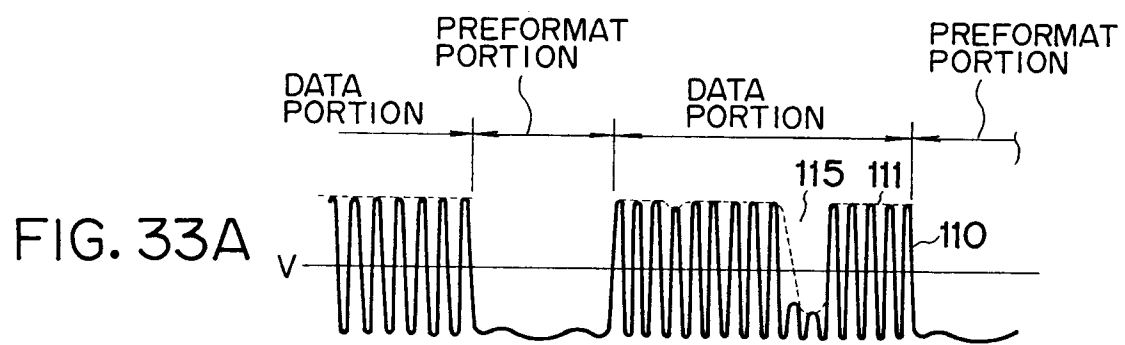 PREFORMAT
PORTION
PREFORMAT
PORTION
DATA
PORTION
DATA
PORTION
115
111
110
FIG. 33A
V